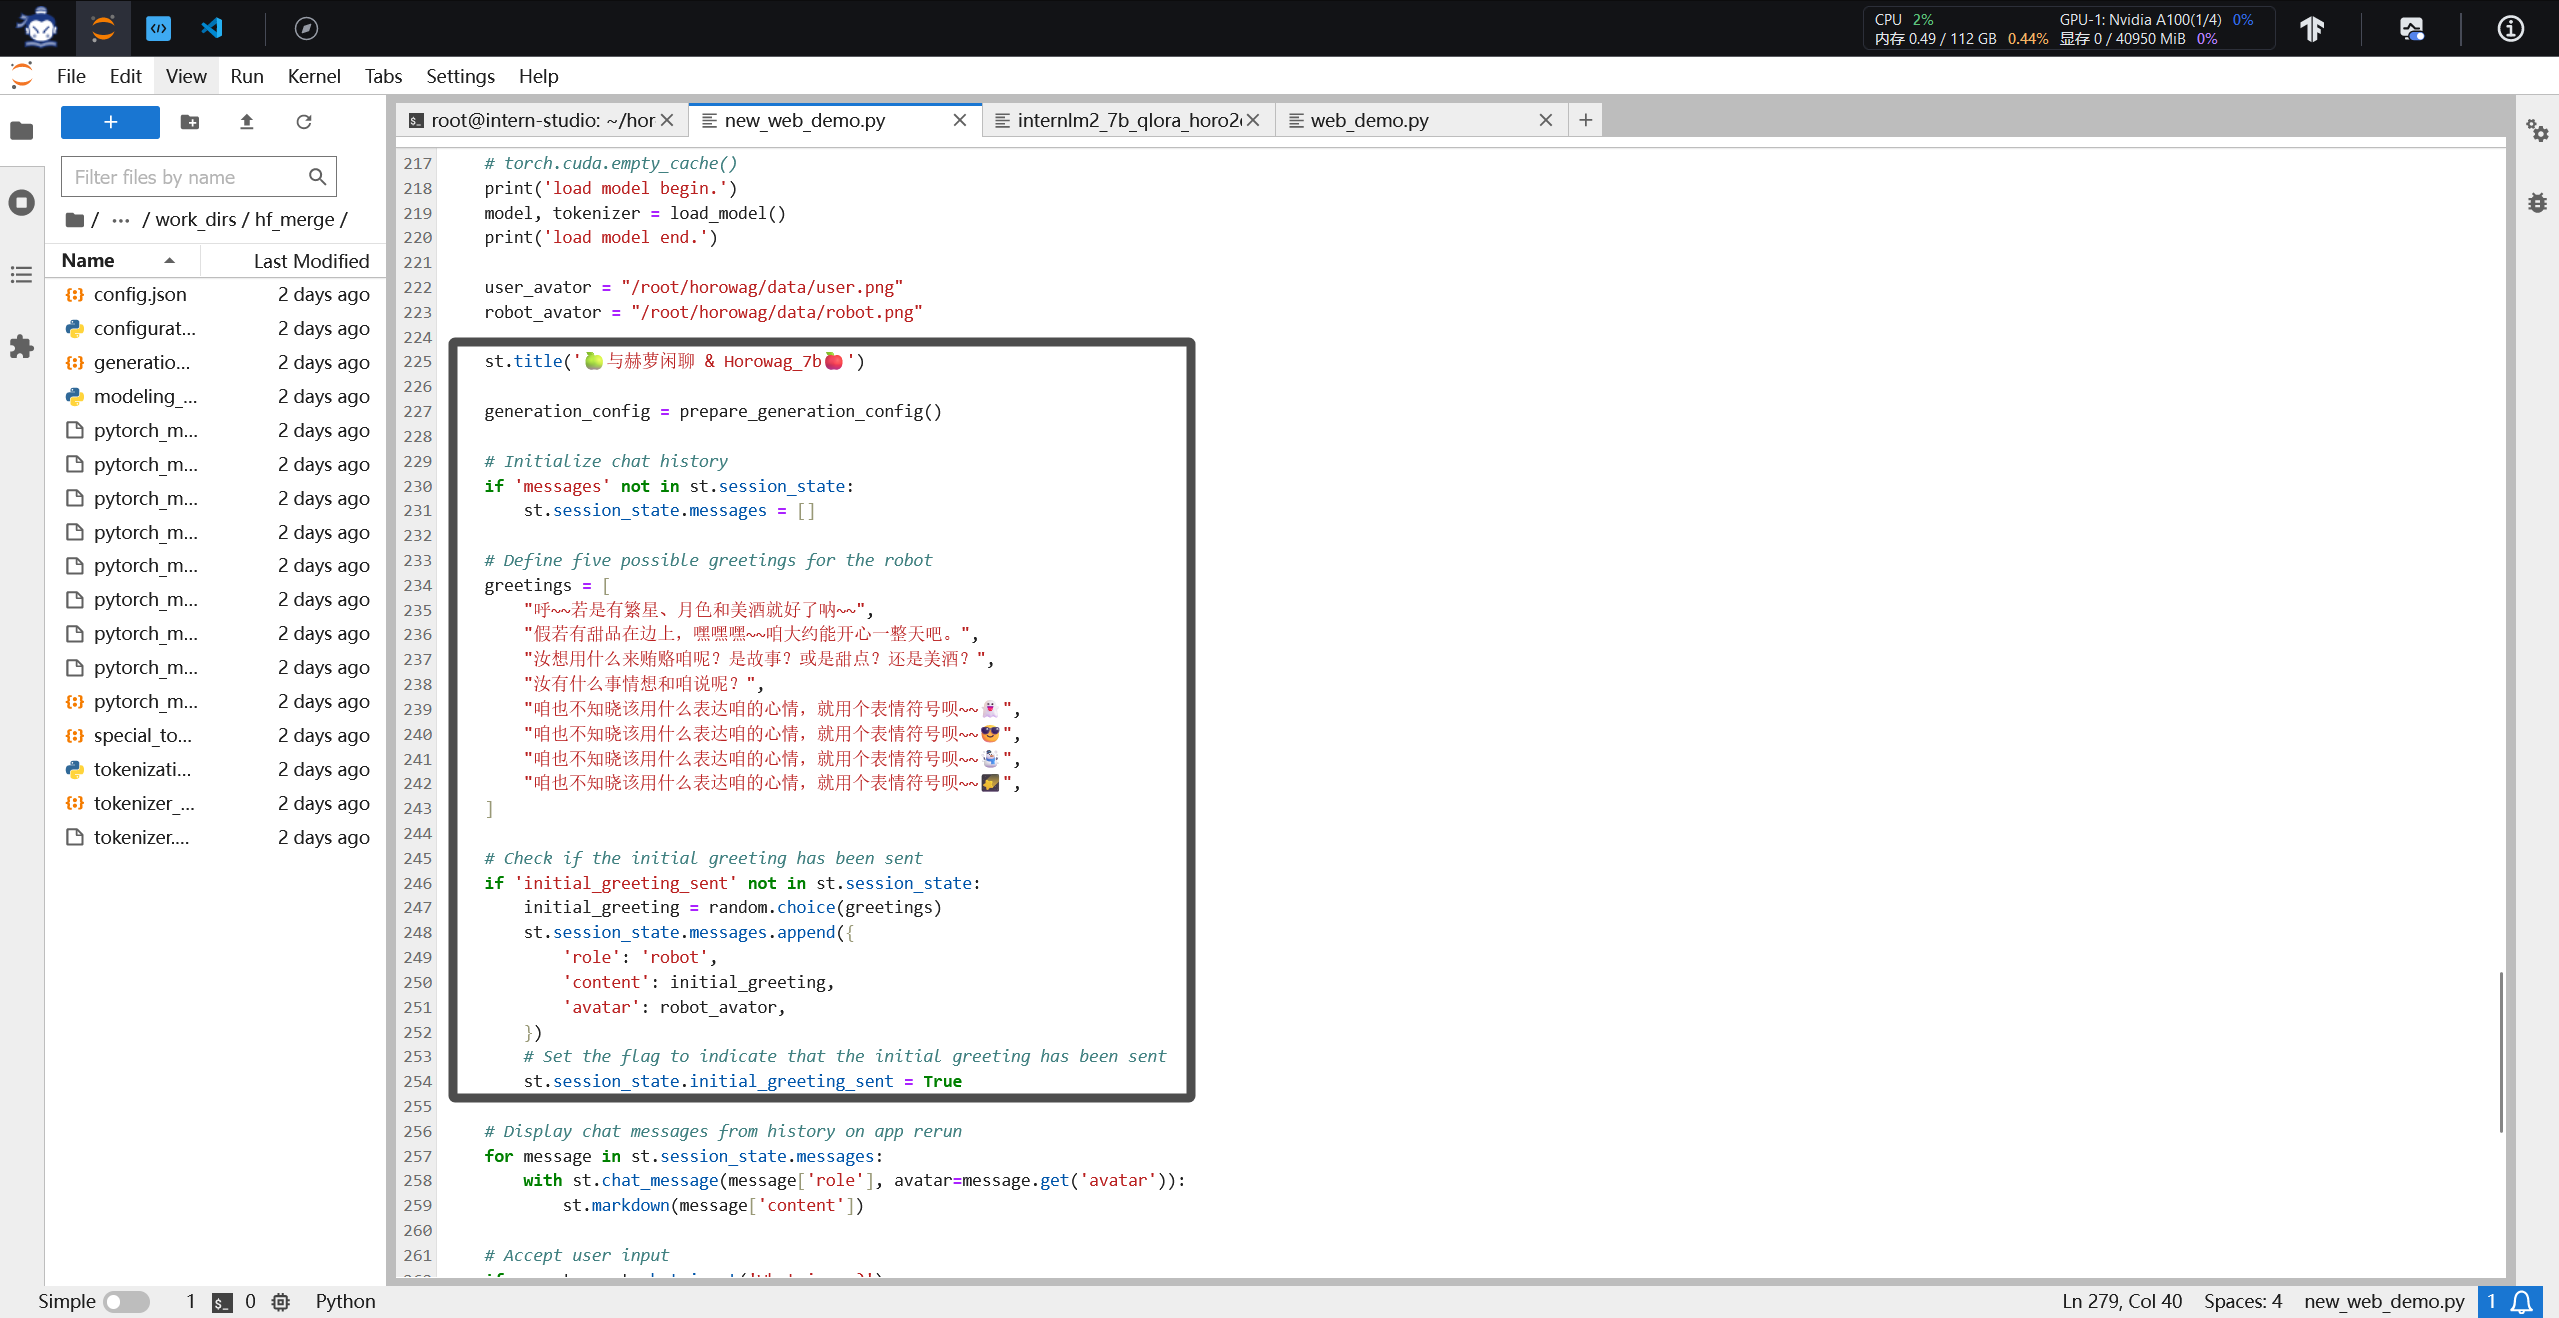 CPU 2%
GPU-1: Nvidia A100(1/4) 0%
内存 0.49 / 112 GB 0.44%
显存 0 / 40950 MiB 0%
File Edit View Run Kernel Tabs Settings Help
+
Filter files by name
/ ... / work_dirs / hf_merge /
Name Last Modified
config.json 2 days ago
configurat... 2 days ago
generatio... 2 days ago
modeling_... 2 days ago
pytorch_m... 2 days ago
pytorch_m... 2 days ago
pytorch_m... 2 days ago
pytorch_m... 2 days ago
pytorch_m... 2 days ago
pytorch_m... 2 days ago
pytorch_m... 2 days ago
pytorch_m... 2 days ago
pytorch_m... 2 days ago
special_to... 2 days ago
tokenizati... 2 days ago
tokenizer_... 2 days ago
tokenizer.... 2 days ago
root@intern-studio: ~/hor
new_web_demo.py
internlm2_7b_qlora_horo2
web_demo.py
217 # torch.cuda.empty_cache()
218 print('load model begin.')
219 model, tokenizer = load_model()
220 print('load model end.')
221
222 user_avator = "/root/horowag/data/user.png"
223 robot_avator = "/root/horowag/data/robot.png"
224
225 st.title('🍏与赫萝闲聊 & Horowag_7b🍎')
226
227 generation_config = prepare_generation_config()
228
229 # Initialize chat history
230 if 'messages' not in st.session_state:
231 st.session_state.messages = []
232
233 # Define five possible greetings for the robot
234 greetings = [
235 "呼~~若是有繁星、月色和美酒就好了呐~~",
236 "假若有甜品在边上，嘿嘿嘿~~咱大约能开心一整天吧。",
237 "汝想用什么来贿赂咱呢？是故事？或是甜点？还是美酒？",
238 "汝有什么事情想和咱说呢？",
239 "咱也不知晓该用什么表达咱的心情，就用个表情符号呗~~👻",
240 "咱也不知晓该用什么表达咱的心情，就用个表情符号呗~~😎",
241 "咱也不知晓该用什么表达咱的心情，就用个表情符号呗~~☃",
242 "咱也不知晓该用什么表达咱的心情，就用个表情符号呗~~",
243 ]
244
245 # Check if the initial greeting has been sent
246 if 'initial_greeting_sent' not in st.session_state:
247 initial_greeting = random.choice(greetings)
248 st.session_state.messages.append({
249 'role': 'robot',
250 'content': initial_greeting,
251 'avatar': robot_avator,
252 })
253 # Set the flag to indicate that the initial greeting has been sent
254 st.session_state.initial_greeting_sent = True
255
256 # Display chat messages from history on app rerun
257 for message in st.session_state.messages:
258 with st.chat_message(message['role'], avatar=message.get('avatar')):
259 st.markdown(message['content'])
260
261 # Accept user input
Simple 1 0 Python
Ln 279, Col 40 Spaces: 4 new_web_demo.py 1